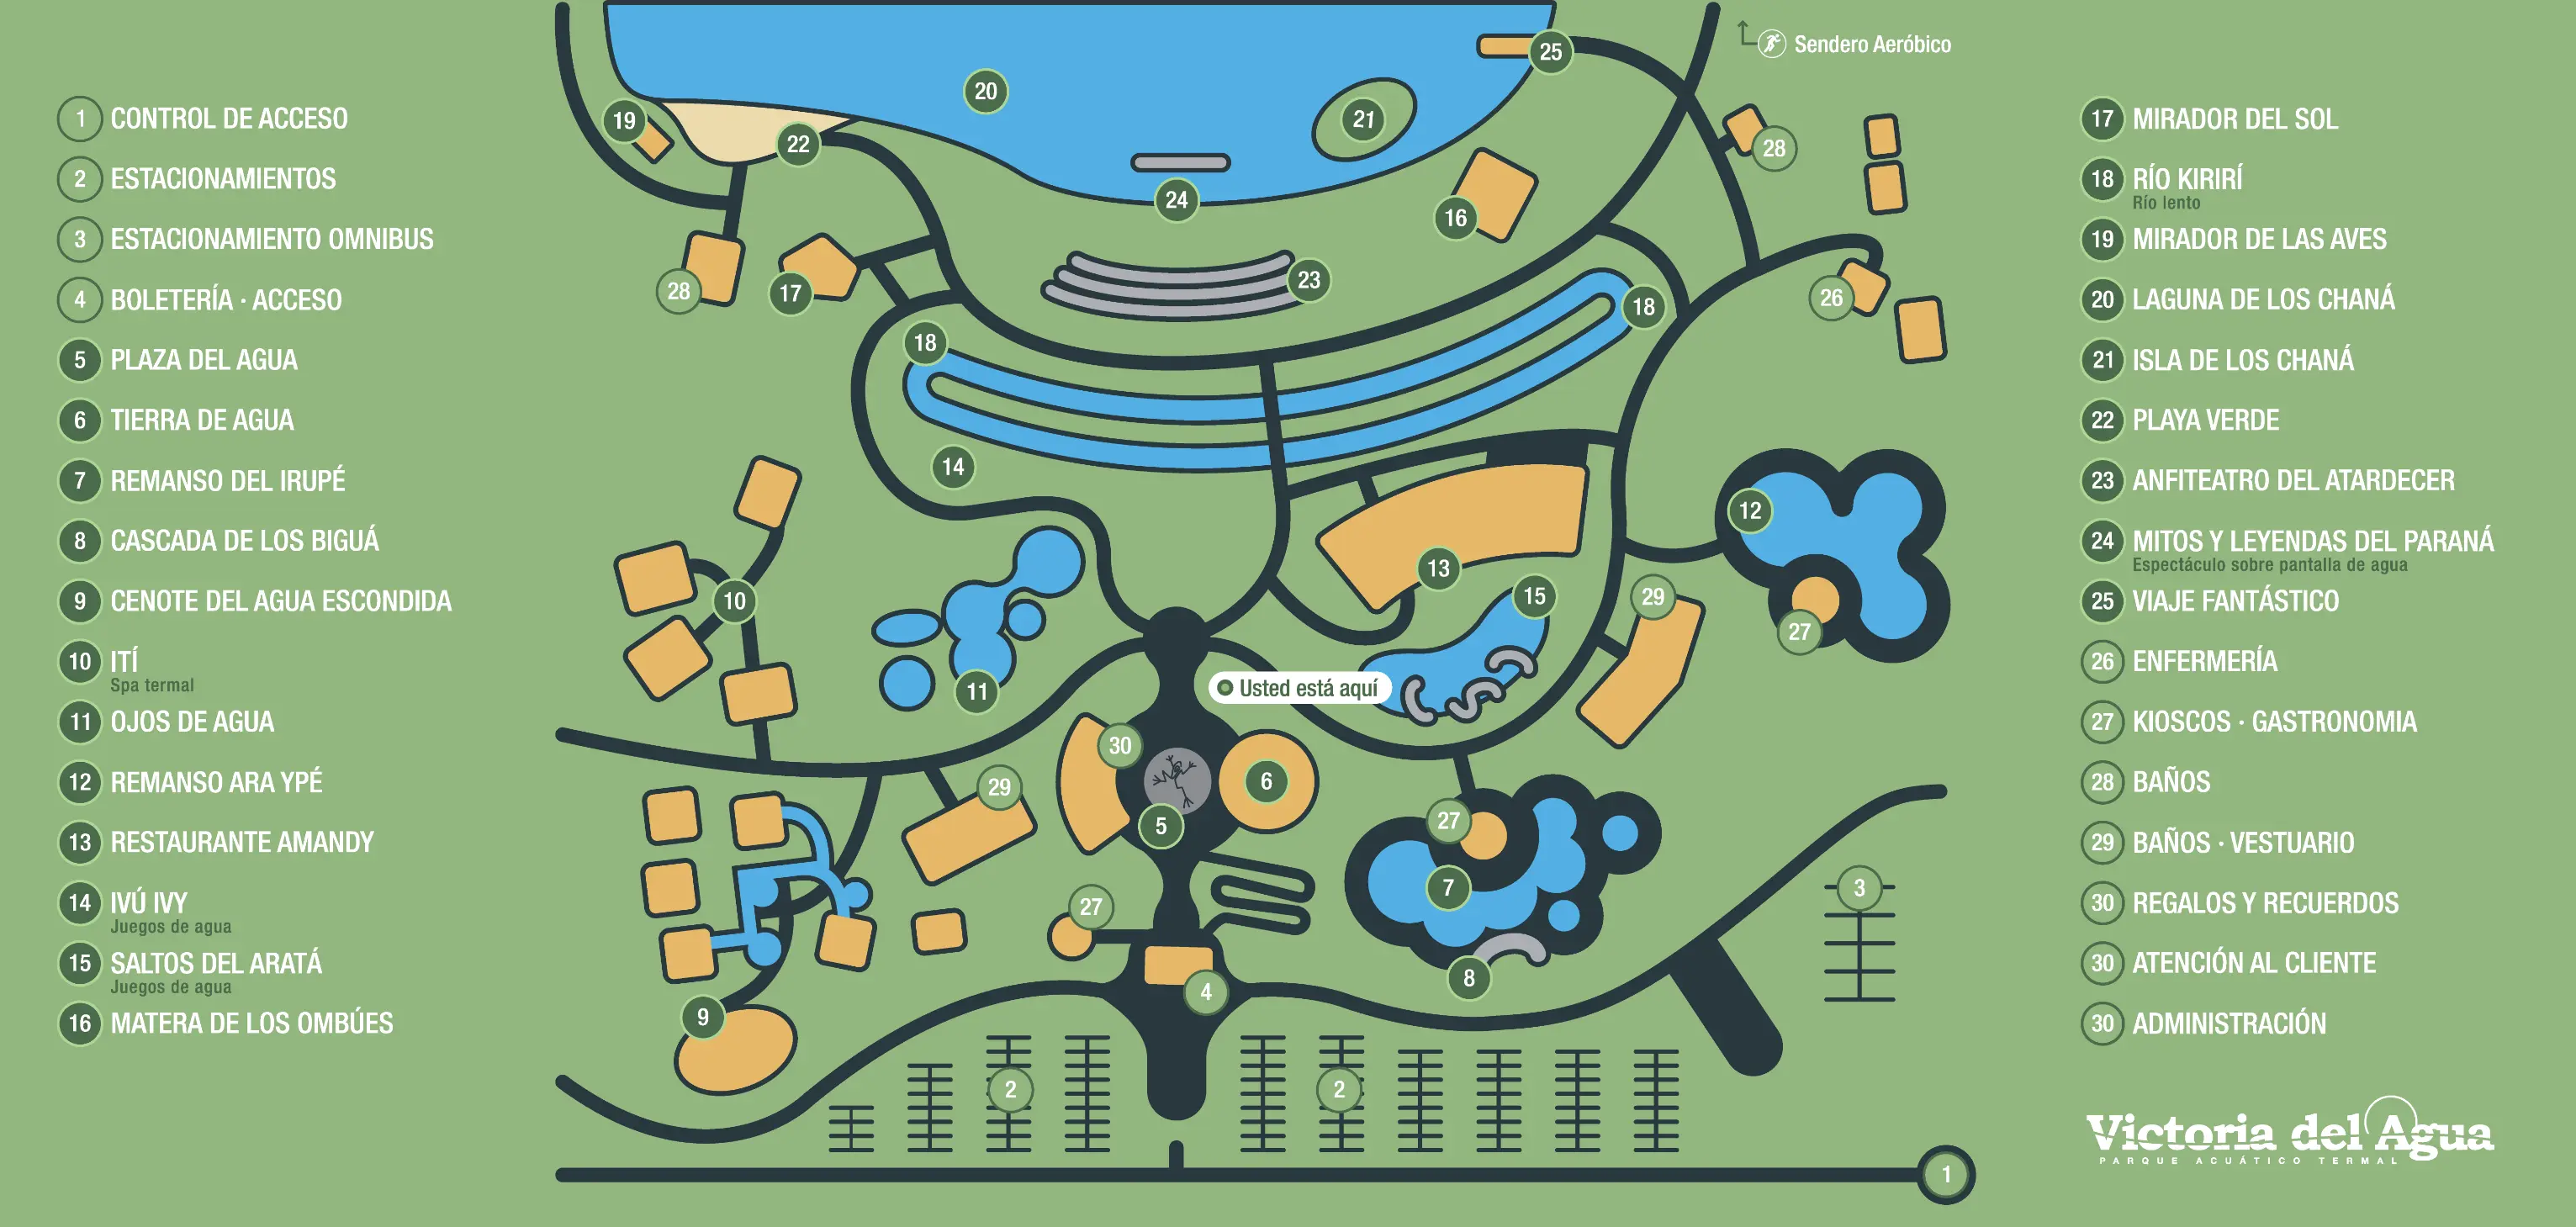 1 CONTROL DE ACCESO
2 ESTACIONAMIENTOS
3 ESTACIONAMIENTO OMNIBUS
4 BOLETERÍA · ACCESO
5 PLAZA DEL AGUA
6 TIERRA DE AGUA
7 REMANSO DEL IRUPÉ
8 CASCADA DE LOS BIGUÁ
9 CENOTE DEL AGUA ESCONDIDA
10 ITÍ
Spa termal
11 OJOS DE AGUA
12 REMANSO ARA YPÉ
13 RESTAURANTE AMANDY
14 IVÚ IVY
Juegos de agua
15 SALTOS DEL ARATÁ
Juegos de agua
16 MATERA DE LOS OMBÚES
Sendero Aeróbico
25
20
19
21
22
28
24
16
28
17
23
26
18
18
14
12
13
10
15
29
27
11
Usted está aquí
30
29
6
5
27
7
3
27
8
4
9
2
2
1
17 MIRADOR DEL SOL
18 RÍO KIRIRÍ
Río lento
19 MIRADOR DE LAS AVES
20 LAGUNA DE LOS CHANÁ
21 ISLA DE LOS CHANÁ
22 PLAYA VERDE
23 ANFITEATRO DEL ATARDECER
24 MITOS Y LEYENDAS DEL PARANÁ
Espectáculo sobre pantalla de agua
25 VIAJE FANTÁSTICO
26 ENFERMERÍA
27 KIOSCOS · GASTRONOMIA
28 BAÑOS
29 BAÑOS · VESTUARIO
30 REGALOS Y RECUERDOS
30 ATENCIÓN AL CLIENTE
30 ADMINISTRACIÓN
Victoria del Agua
PARQUE ACUÁTICO TERMAL